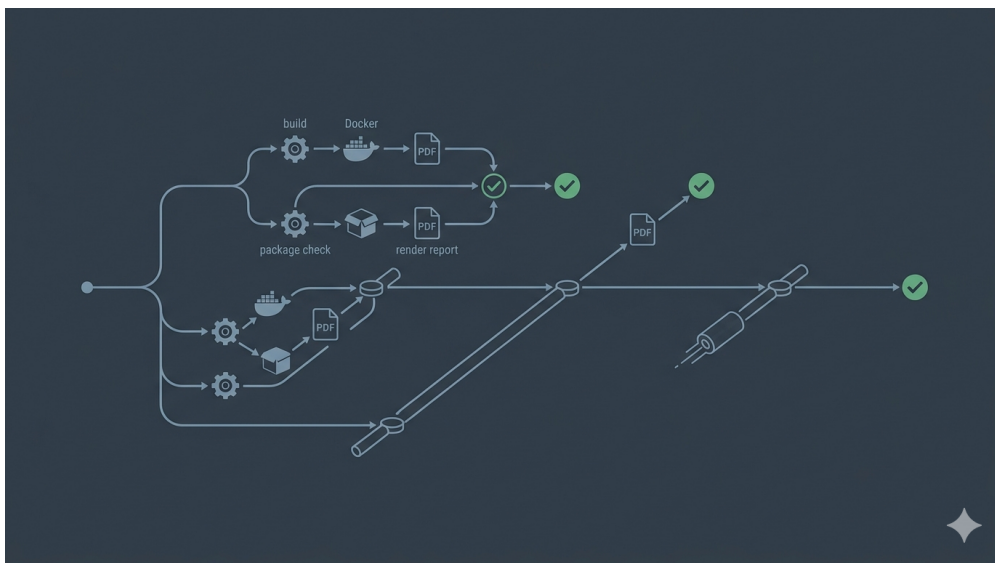 build
Docker
PDF
package check
PDF
render report
PDF
PDF